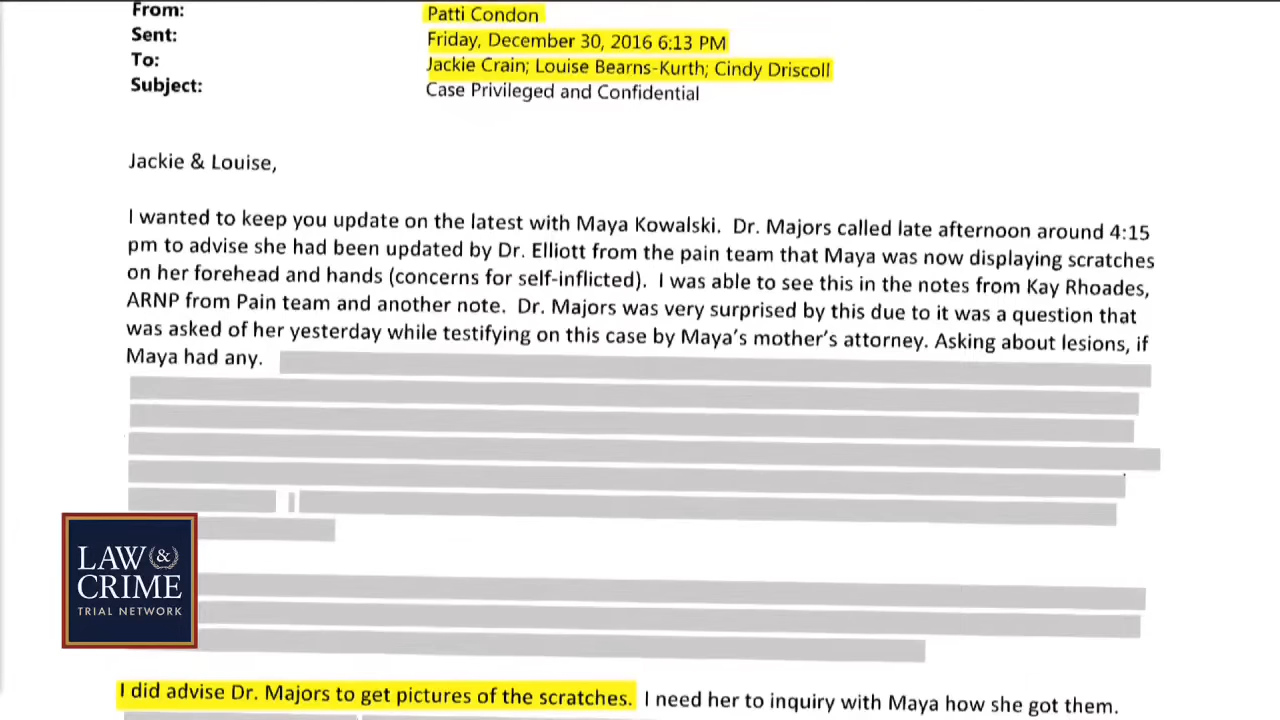 From: Patti Condon
Sent: Friday, December 30, 2016 6:13 PM
To: Jackie Crain; Louise Bearns-Kurth; Cindy Driscoll
Subject: Case Privileged and Confidential
Jackie & Louise,
I wanted to keep you update on the latest with Maya Kowalski. Dr. Majors called late afternoon around 4:15
pm to advise she had been updated by Dr. Elliott from the pain team that Maya was now displaying scratches
on her forehead and hands (concerns for self-inflicted). I was able to see this in the notes from Kay Rhoades,
ARNP from Pain team and another note. Dr. Majors was very surprised by this due to it was a question that
was asked of her yesterday while testifying on this case by Maya's mother's attorney. Asking about lesions, if
Maya had any.
LAW &
CRIME
TRIAL NETWORK
I did advise Dr. Majors to get pictures of the scratches. I need her to inquiry with Maya how she got them.